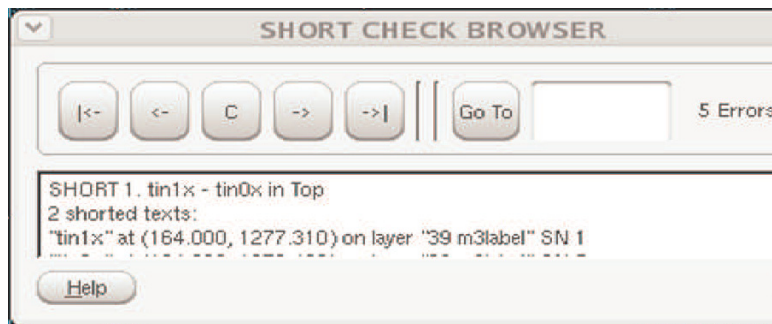 SHORT CHECK BROWSER
|<- <- C -> ->| Go To 5 Errors
SHORT 1. tin1x - tin0x in Top
2 shorted texts:
"tin1x" at (164.000, 1277.310) on layer "39 m3label" SN 1
Help